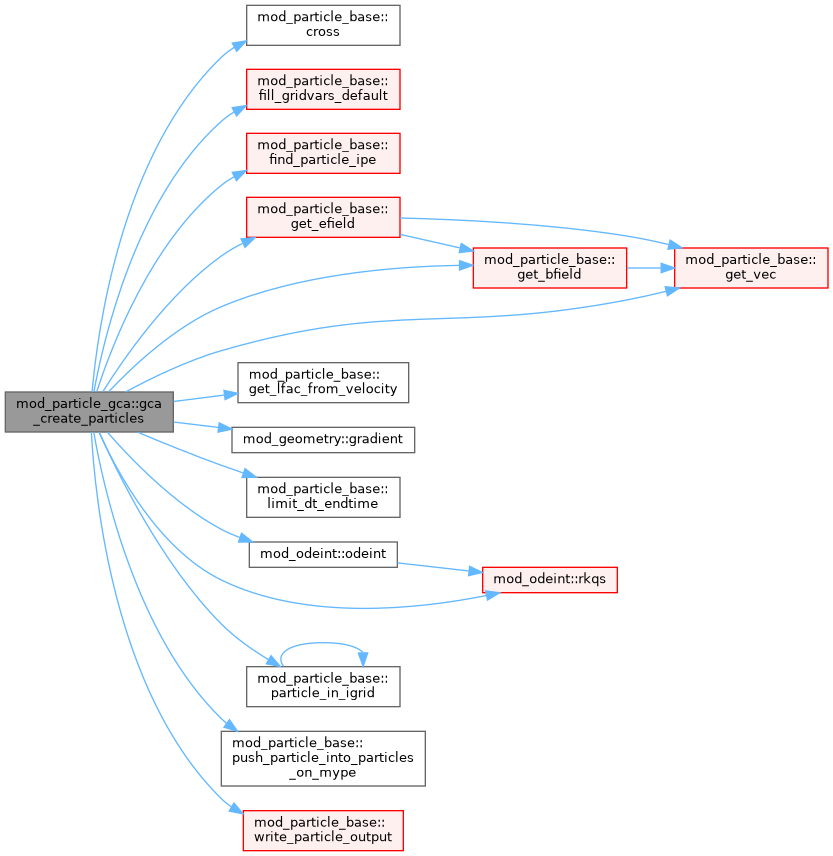 mod_particle_base::
cross
mod_particle_base::
fill_gridvars_default
mod_particle_base::
find_particle_ipe
mod_particle_base::
get_efield
mod_particle_base::
get_bfield
mod_particle_base::
get_vec
mod_particle_base::
get_lfac_from_velocity
mod_particle_gca::gca
_create_particles
mod_geometry::gradient
mod_particle_base::
limit_dt_endtime
mod_odeint::odeint
mod_odeint::rkqs
mod_particle_base::
particle_in_igrid
mod_particle_base::
push_particle_into_particles
_on_mype
mod_particle_base::
write_particle_output